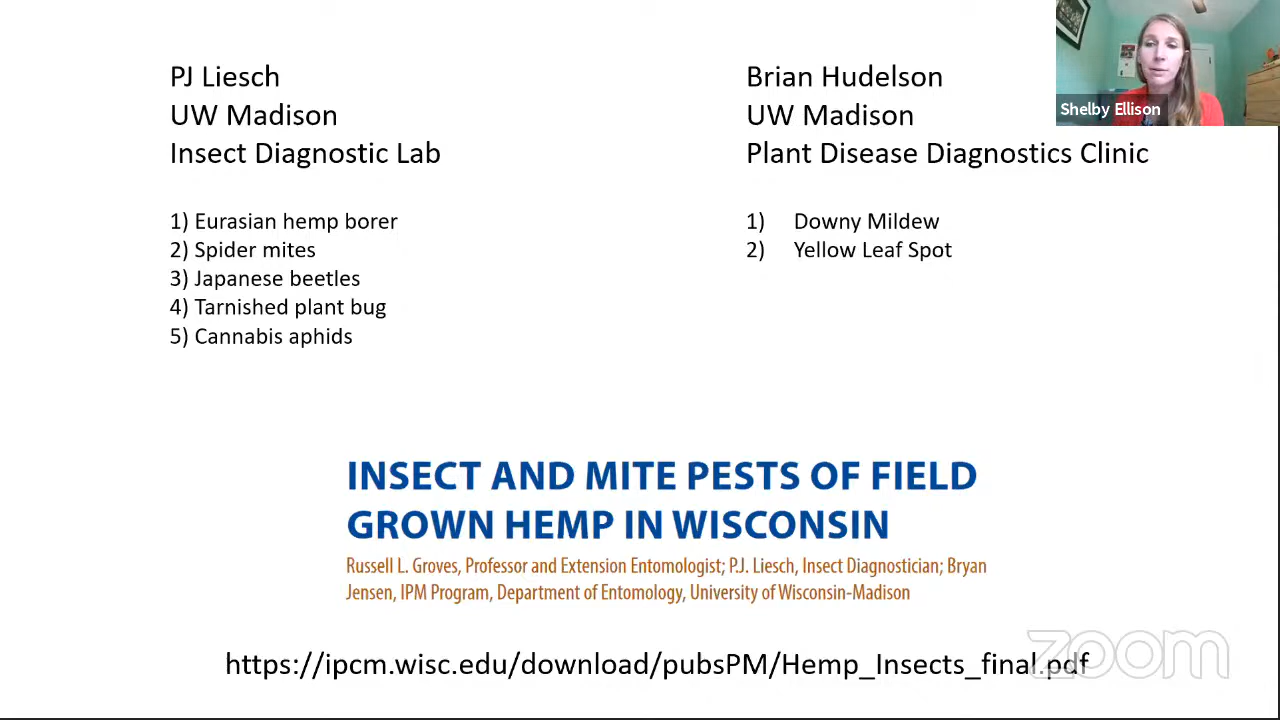 PJ Liesch
UW Madison
Insect Diagnostic Lab
1) Eurasian hemp borer
2) Spider mites
3) Japanese beetles
4) Tarnished plant bug
5) Cannabis aphids
Brian Hudelson
UW Madison
Plant Disease Diagnostics Clinic
1) Downy Mildew
2) Yellow Leaf Spot
Shelby Ellison
INSECT AND MITE PESTS OF FIELD
GROWN HEMP IN WISCONSIN
Russell L. Groves, Professor and Extension Entomologist; P.J. Liesch, Insect Diagnostician; Bryan
Jensen, IPM Program, Department of Entomology, University of Wisconsin-Madison
https://ipcm.wisc.edu/download/pubsPM/Hemp_Insects_final.pdf
zoom